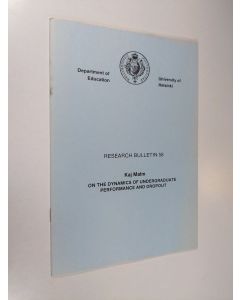 Department of
Education
University of
Helsinki
RESEARCH BULLETIN 58
Kaj Malm
ON THE DYNAMICS OF UNDERGRADUATE
PERFORMANCE AND DROPOUT